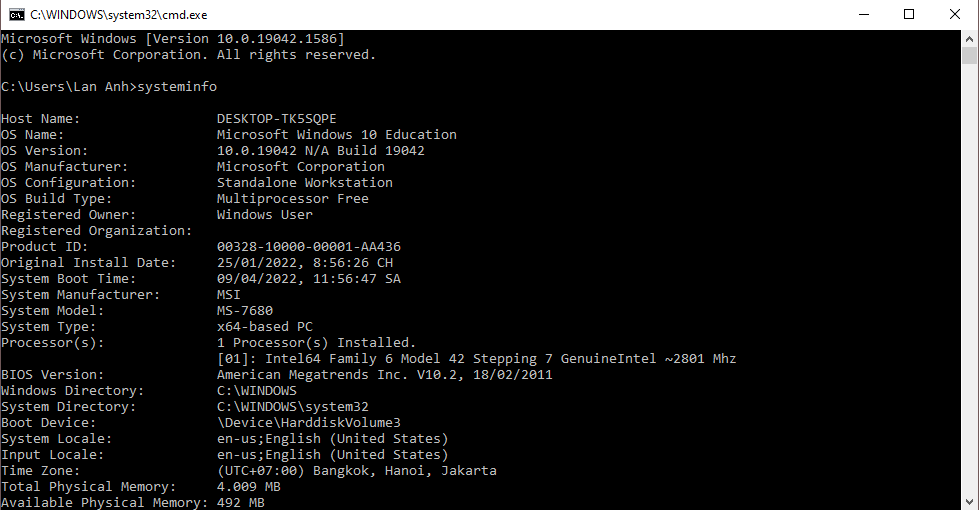 C:\WINDOWS\system32\cmd.exe
Microsoft Windows [Version 10.0.19042.1586]
(c) Microsoft Corporation. All rights reserved.
C:\Users\Lan Anh>systeminfo
Host Name: DESKTOP-TK5SQPE
OS Name: Microsoft Windows 10 Education
OS Version: 10.0.19042 N/A Build 19042
OS Manufacturer: Microsoft Corporation
OS Configuration: Standalone Workstation
OS Build Type: Multiprocessor Free
Registered Owner: Windows User
Registered Organization:
Product ID: 00328-10000-00001-AA436
Original Install Date: 25/01/2022, 8:56:26 CH
System Boot Time: 09/04/2022, 11:56:47 SA
System Manufacturer: MSI
System Model: MS-7680
System Type: x64-based PC
Processor(s): 1 Processor(s) Installed.
[01]: Intel64 Family 6 Model 42 Stepping 7 GenuineIntel ~2801 Mhz
BIOS Version: American Megatrends Inc. V10.2, 18/02/2011
Windows Directory: C:\WINDOWS
System Directory: C:\WINDOWS\system32
Boot Device: \Device\HarddiskVolume3
System Locale: en-us;English (United States)
Input Locale: en-us;English (United States)
Time Zone: (UTC+07:00) Bangkok, Hanoi, Jakarta
Total Physical Memory: 4.009 MB
Available Physical Memory: 492 MB